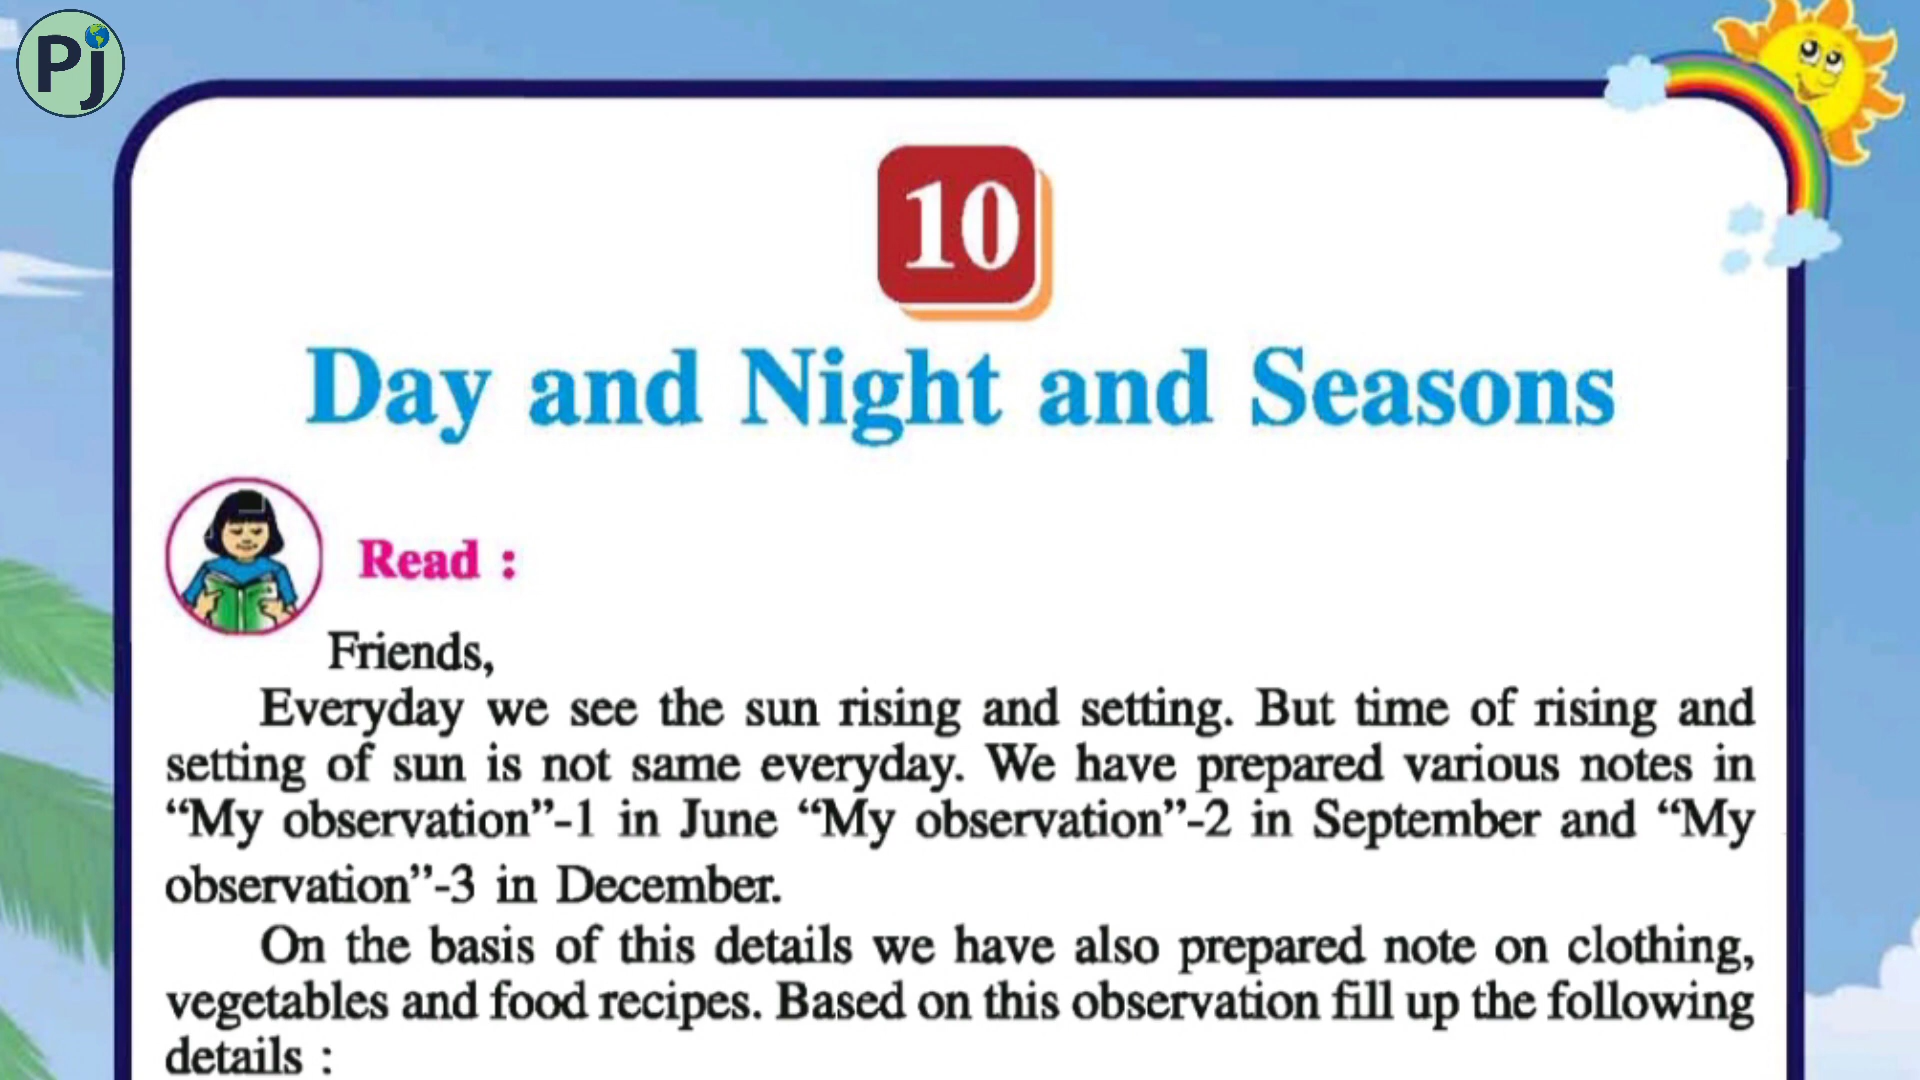 Pj
10
Day and Night and Seasons
Read :
Friends,
Everyday we see the sun rising and setting. But time of rising and
setting of sun is not same everyday. We have prepared various notes in
“My observation”-1 in June “My observation”-2 in September and “My
observation”-3 in December.
On the basis of this details we have also prepared note on clothing,
vegetables and food recipes. Based on this observation fill up the following
details :